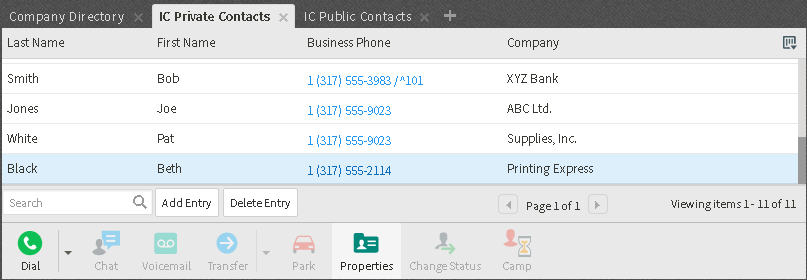 Company Directory × IC Private Contacts × IC Public Contacts × +
Last Name First Name Business Phone Company
Smith Bob 1 (317) 555-3983 /^101 XYZ Bank
Jones Joe 1 (317) 555-9023 ABC Ltd.
White Pat 1 (317) 555-9023 Supplies, Inc.
Black Beth 1 (317) 555-2114 Printing Express
Search Add Entry Delete Entry Page 1 of 1 Viewing items 1 - 11 of 11
Dial Chat Voicemail Transfer Park Properties Change Status Camp